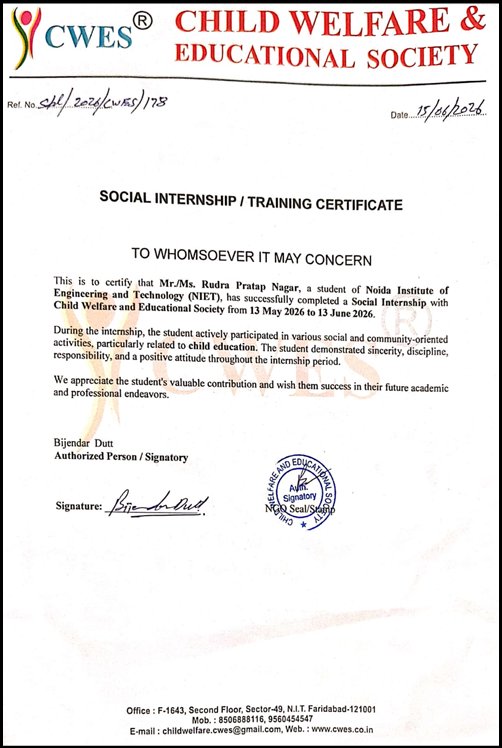 CWES®
CHILD WELFARE &
EDUCATIONAL SOCIETY
Ref. No. Spl/2026/CWES/178
Date 15/06/2026
SOCIAL INTERNSHIP / TRAINING CERTIFICATE
TO WHOMSOEVER IT MAY CONCERN
This is to certify that Mr./Ms. Rudra Pratap Nagar, a student of Noida Institute of
Engineering and Technology (NIET), has successfully completed a Social Internship with
Child Welfare and Educational Society from 13 May 2026 to 13 June 2026.
During the internship, the student actively participated in various social and community-oriented
activities, particularly related to child education. The student demonstrated sincerity, discipline,
responsibility, and a positive attitude throughout the internship period.
We appreciate the student's valuable contribution and wish them success in their future academic
and professional endeavors.
CWES
Bijendar Dutt
Authorized Person / Signatory
Signature: Bijendar Dutt
CHILD WELFARE AND EDUCATIONAL SOCIETY
Auth.
Signatory
NGO Seal/Stamp
Office : F-1643, Second Floor, Sector-49, N.I.T. Faridabad-121001
Mob. : 8506888116, 9560454547
E-mail : childwelfare.cwes@gmail.com, Web : www.cwes.co.in